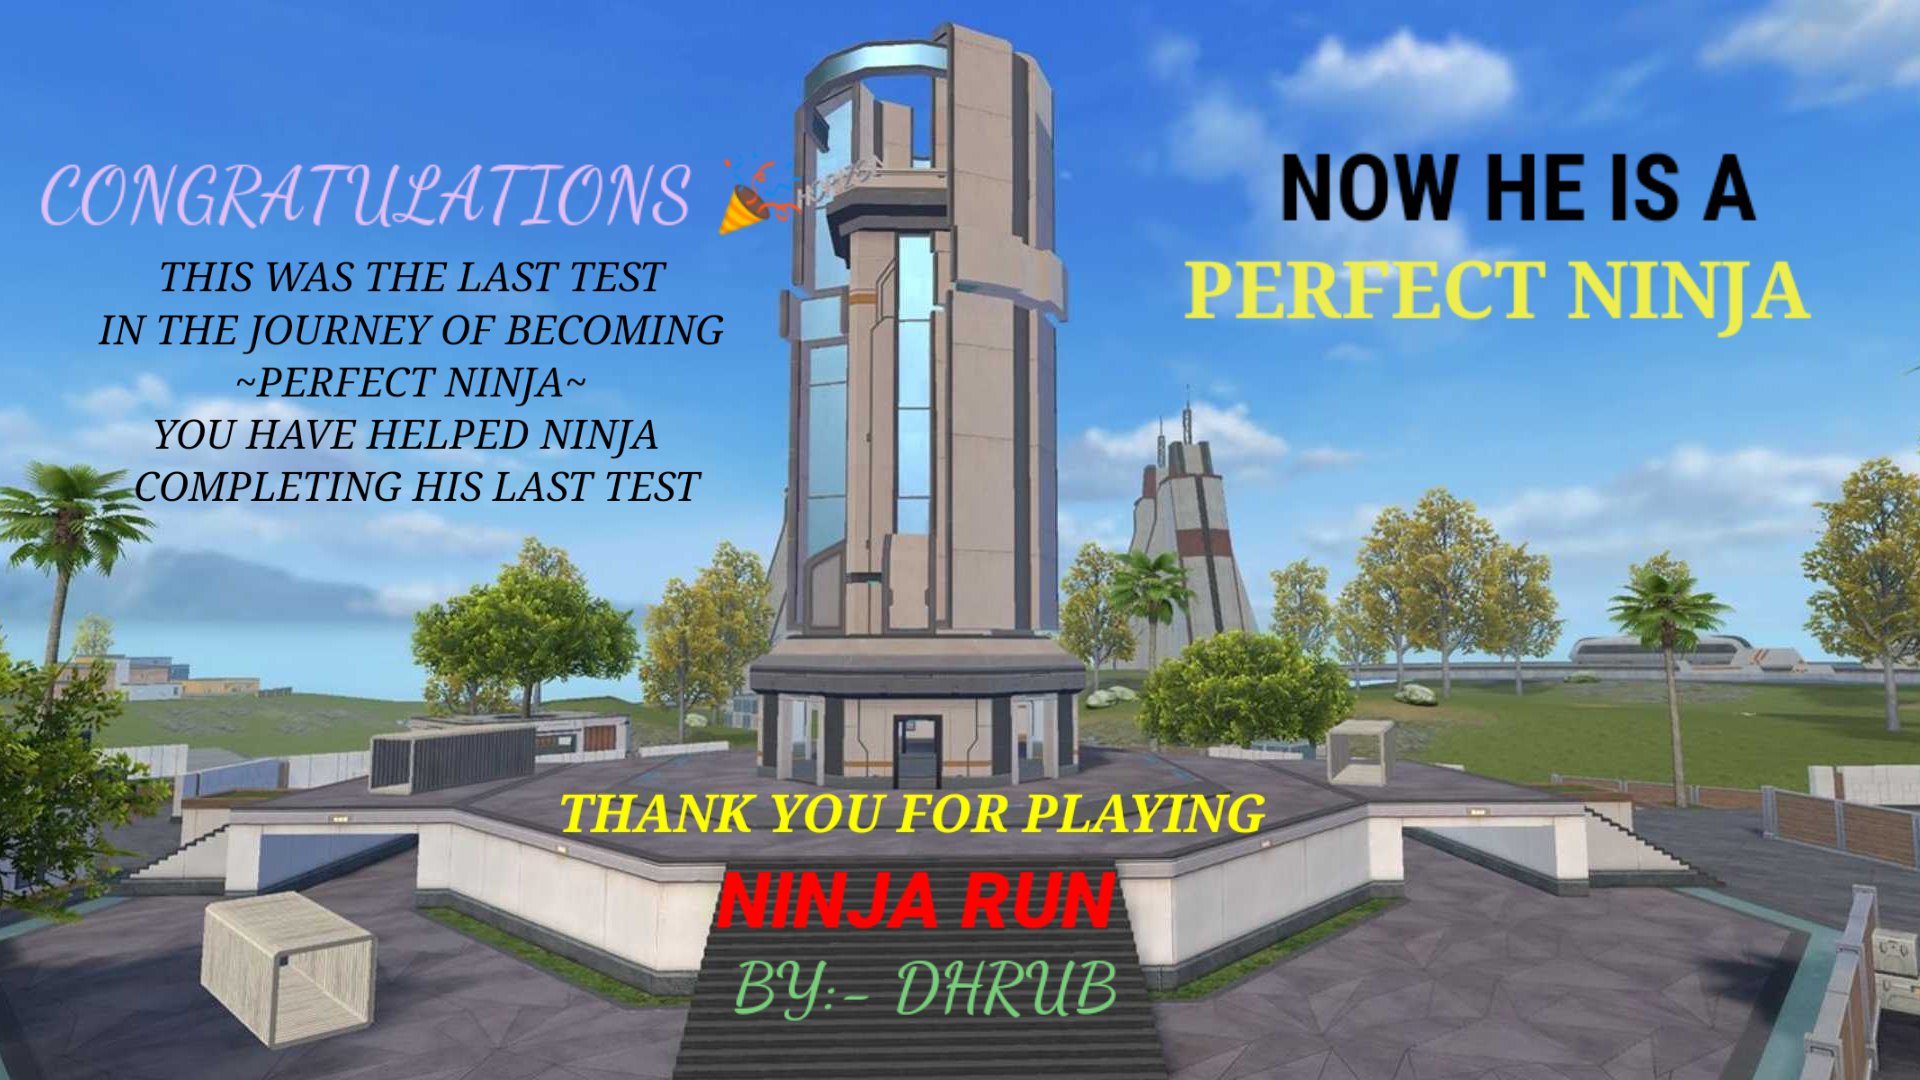 CONGRATULATIONS 🎉
THIS WAS THE LAST TEST
IN THE JOURNEY OF BECOMING
~PERFECT NINJA~
YOU HAVE HELPED NINJA
COMPLETING HIS LAST TEST
NOW HE IS A
PERFECT NINJA
THANK YOU FOR PLAYING
NINJA RUN
BY:- DHRUB